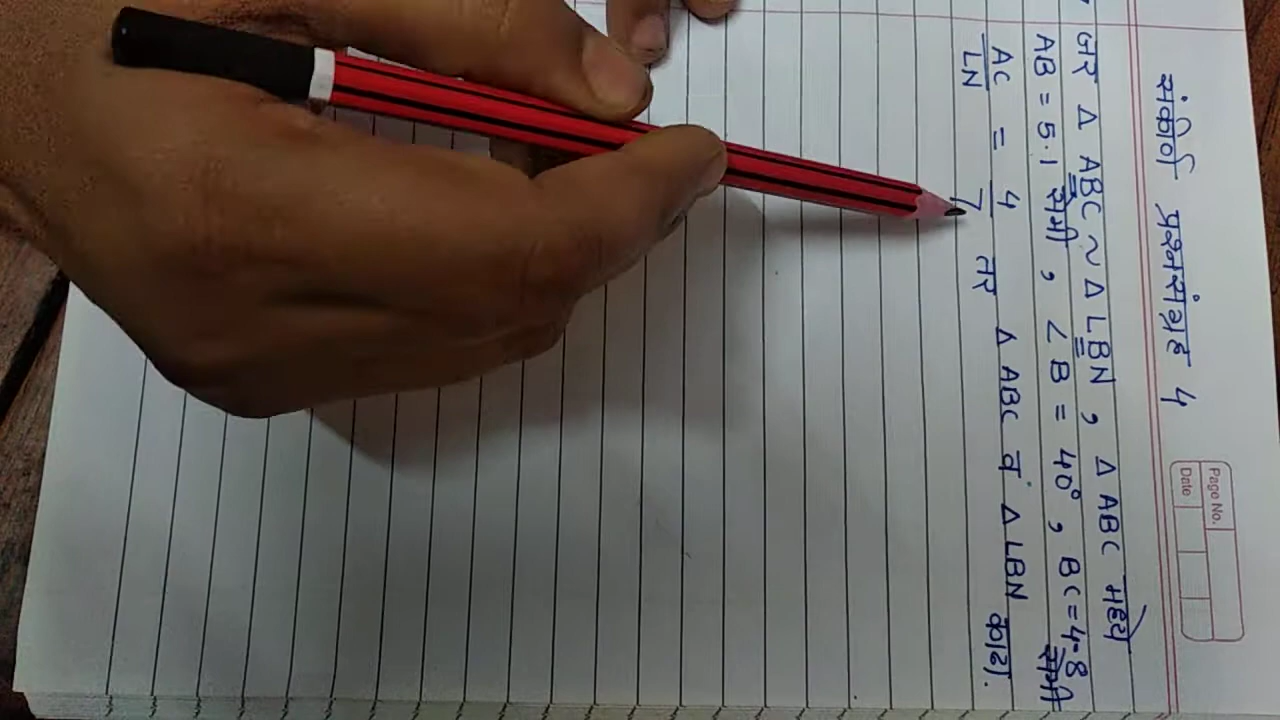 Page No.
Date
संकीर्ण प्रश्नसंग्रह 4
जर Δ ABC ~ Δ LBN , Δ ABC मध्ये
AB = 5.1 सेमी , ∠ B = 40° , BC = 4.8 सेमी
AC/LN = 4/7 तर Δ ABC व Δ LBN काढा.